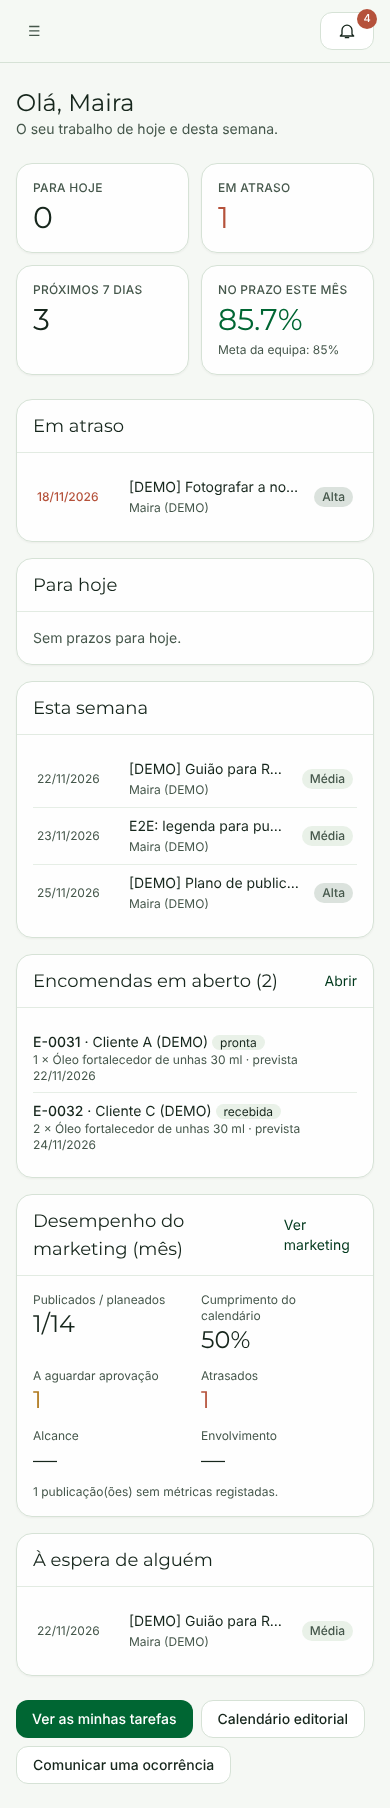 4
Olá, Maira
O seu trabalho de hoje e desta semana.
PARA HOJE
0
EM ATRASO
1
PRÓXIMOS 7 DIAS
3
NO PRAZO ESTE MÊS
85.7%
Meta da equipa: 85%
Em atraso
18/11/2026
[DEMO] Fotografar a no...
Maira (DEMO)
Alta
Para hoje
Sem prazos para hoje.
Esta semana
22/11/2026
[DEMO] Guião para R...
Maira (DEMO)
Média
23/11/2026
E2E: legenda para pu...
Maira (DEMO)
Média
25/11/2026
[DEMO] Plano de public...
Maira (DEMO)
Alta
Encomendas em aberto (2)
Abrir
E-0031 · Cliente A (DEMO) pronta
1 × Óleo fortalecedor de unhas 30 ml · prevista
22/11/2026
E-0032 · Cliente C (DEMO) recebida
2 × Óleo fortalecedor de unhas 30 ml · prevista
24/11/2026
Desempenho do
marketing (mês)
Ver
marketing
Publicados / planeados
1/14
Cumprimento do
calendário
50%
A aguardar aprovação
1
Atrasados
1
Alcance
—
Envolvimento
—
1 publicação(ões) sem métricas registadas.
À espera de alguém
22/11/2026
[DEMO] Guião para R...
Maira (DEMO)
Média
Ver as minhas tarefas
Calendário editorial
Comunicar uma ocorrência